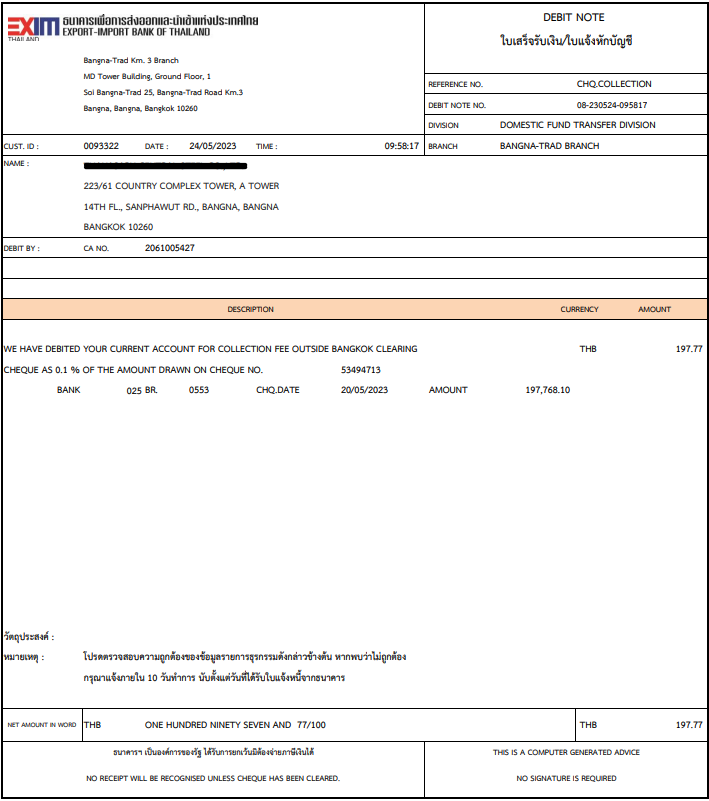 EXIM ธนาคารเพื่อการส่งออกและนำเข้าแห่งประเทศไทย
THAILAND EXPORT-IMPORT BANK OF THAILAND
Bangna-Trad Km. 3 Branch
MD Tower Building, Ground Floor, 1
Soi Bangna-Trad 25, Bangna-Trad Road Km.3
Bangna, Bangna, Bangkok 10260
DEBIT NOTE
ใบเสร็จรับเงิน/ใบแจ้งหักบัญชี
REFERENCE NO. CHQ.COLLECTION
DEBIT NOTE NO. 08-230524-095817
DIVISION DOMESTIC FUND TRANSFER DIVISION
CUST. ID : 0093322 DATE : 24/05/2023 TIME : 09:58:17 BRANCH BANGNA-TRAD BRANCH
NAME :
223/61 COUNTRY COMPLEX TOWER, A TOWER
14TH FL., SANPHAWUT RD., BANGNA, BANGNA
BANGKOK 10260
DEBIT BY : CA NO. 2061005427
DESCRIPTION CURRENCY AMOUNT
WE HAVE DEBITED YOUR CURRENT ACCOUNT FOR COLLECTION FEE OUTSIDE BANGKOK CLEARING THB 197.77
CHEQUE AS 0.1 % OF THE AMOUNT DRAWN ON CHEQUE NO. 53494713
BANK 025 BR. 0553 CHQ.DATE 20/05/2023 AMOUNT 197,768.10
วัตถุประสงค์ :
หมายเหตุ : โปรดตรวจสอบความถูกต้องของข้อมูลรายการธุรกรรมดังกล่าวข้างต้น หากพบว่าไม่ถูกต้อง
กรุณาแจ้งภายใน 10 วันทำการ นับตั้งแต่วันที่ได้รับใบแจ้งหนี้จากธนาคาร
NET AMOUNT IN WORD THB ONE HUNDRED NINETY SEVEN AND 77/100 THB 197.77
ธนาคารฯ เป็นองค์การของรัฐ ได้รับการยกเว้นมิต้องจ่ายภาษีเงินได้
NO RECEIPT WILL BE RECOGNISED UNLESS CHEQUE HAS BEEN CLEARED.
THIS IS A COMPUTER GENERATED ADVICE
NO SIGNATURE IS REQUIRED